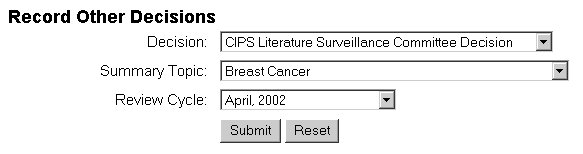 Record Other Decisions
Decision: CIPS Literature Surveillance Committee Decision
Summary Topic: Breast Cancer
Review Cycle: April, 2002
Submit Reset